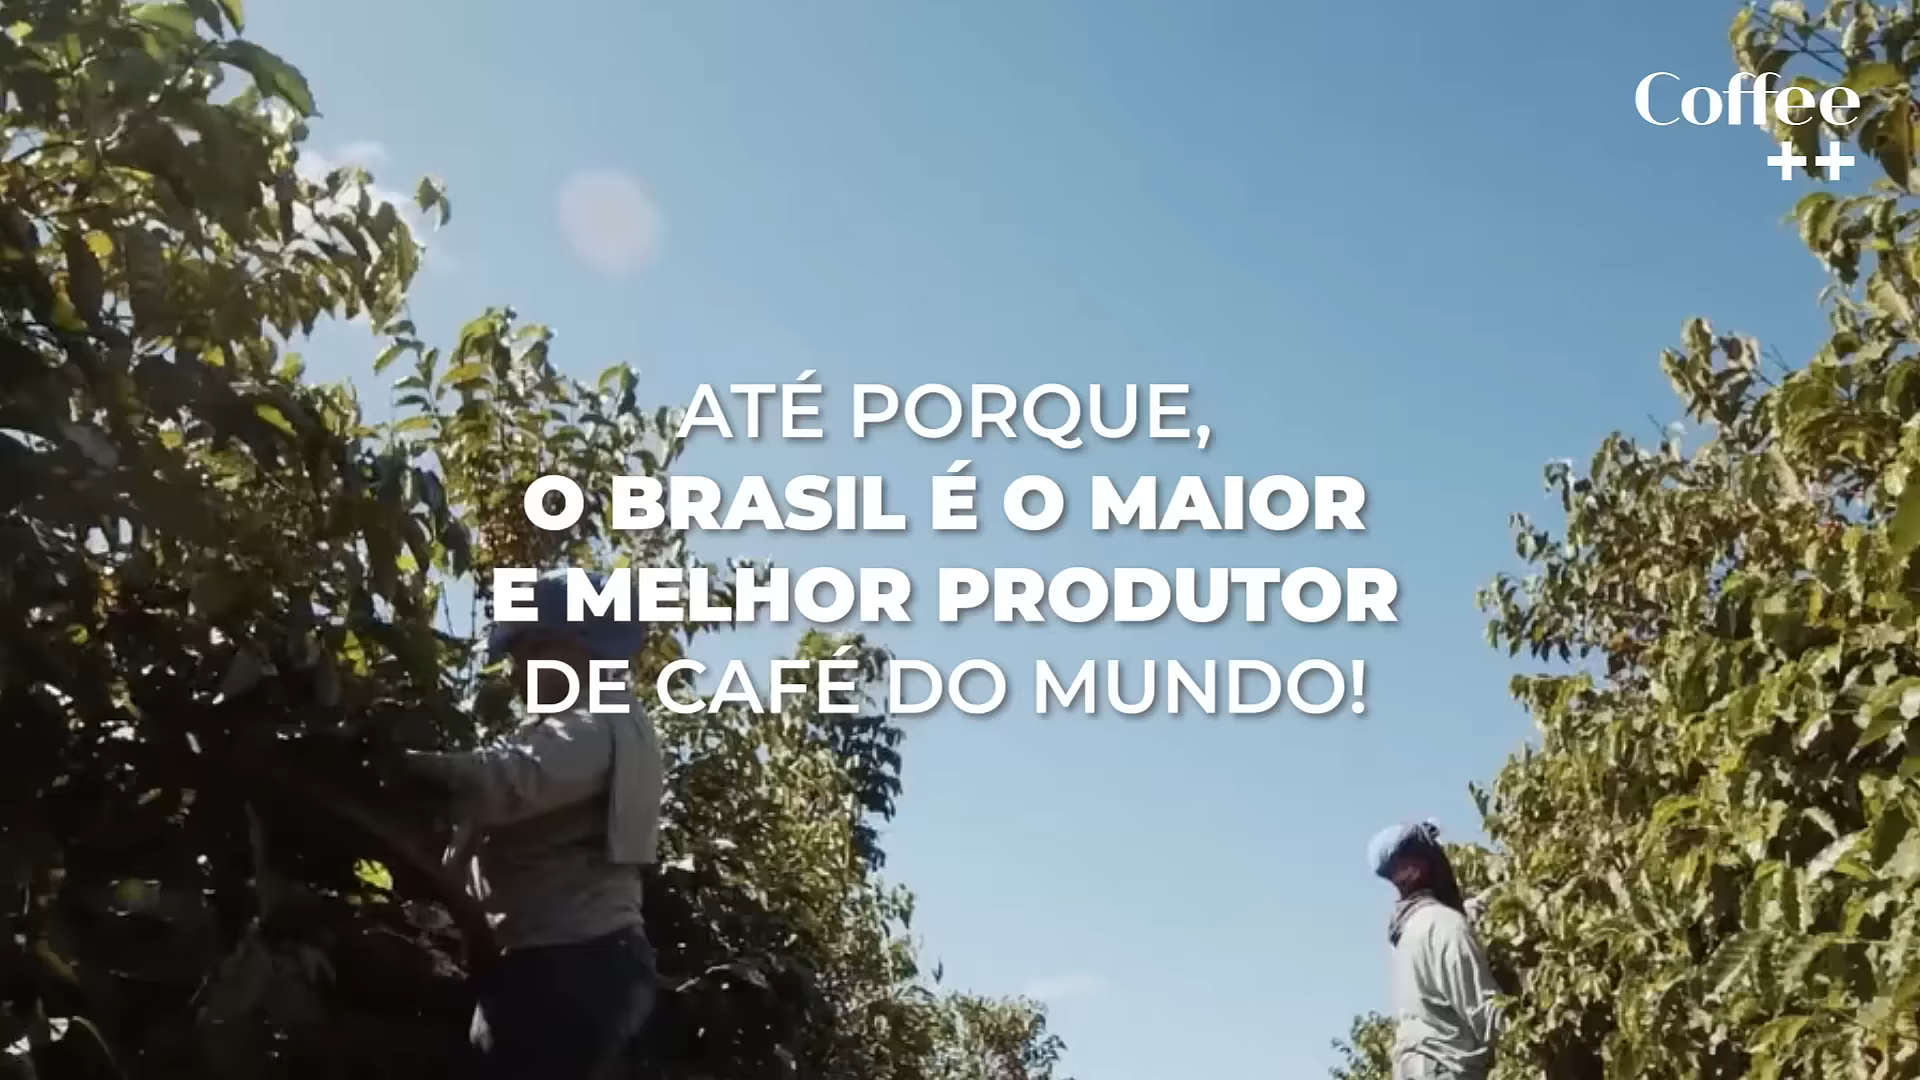 Coffee
++
ATÉ PORQUE,
O BRASIL É O MAIOR
E MELHOR PRODUTOR
DE CAFÉ DO MUNDO!